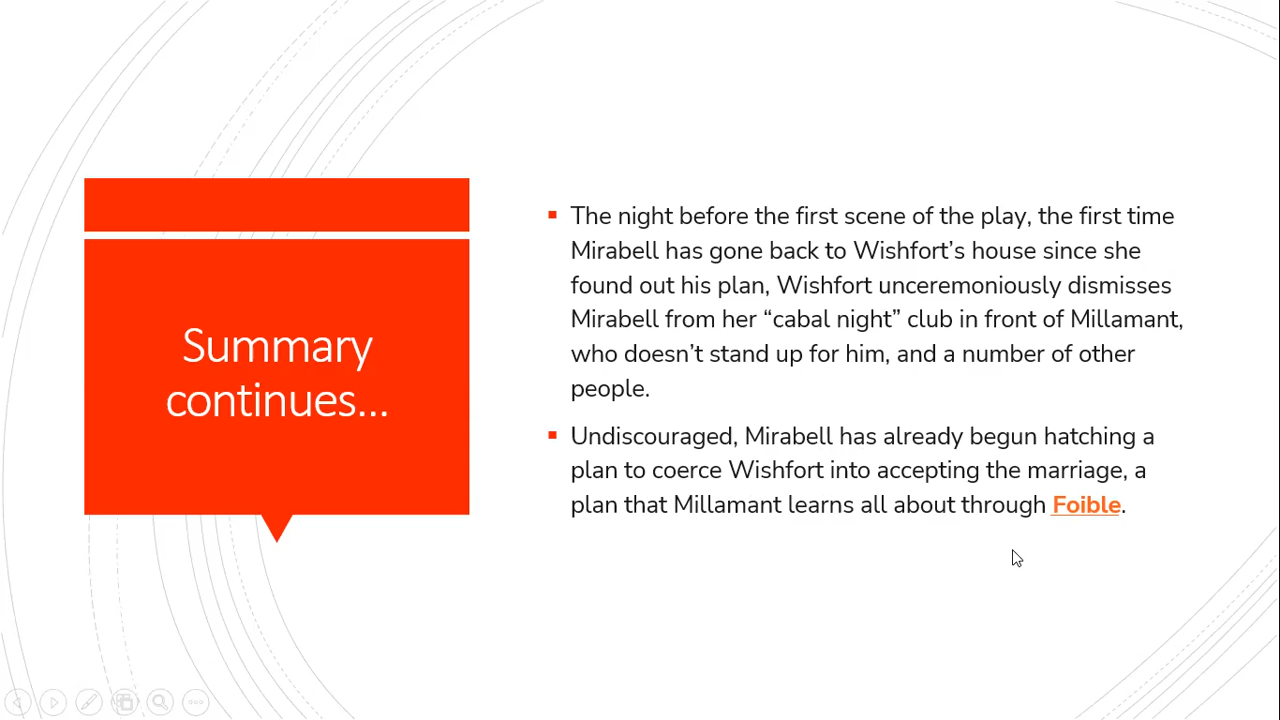 Summary
continues...
The night before the first scene of the play, the first time
Mirabell has gone back to Wishfort’s house since she
found out his plan, Wishfort unceremoniously dismisses
Mirabell from her “cabal night” club in front of Millamant,
who doesn’t stand up for him, and a number of other
people.
Undiscouraged, Mirabell has already begun hatching a
plan to coerce Wishfort into accepting the marriage, a
plan that Millamant learns all about through Foible.